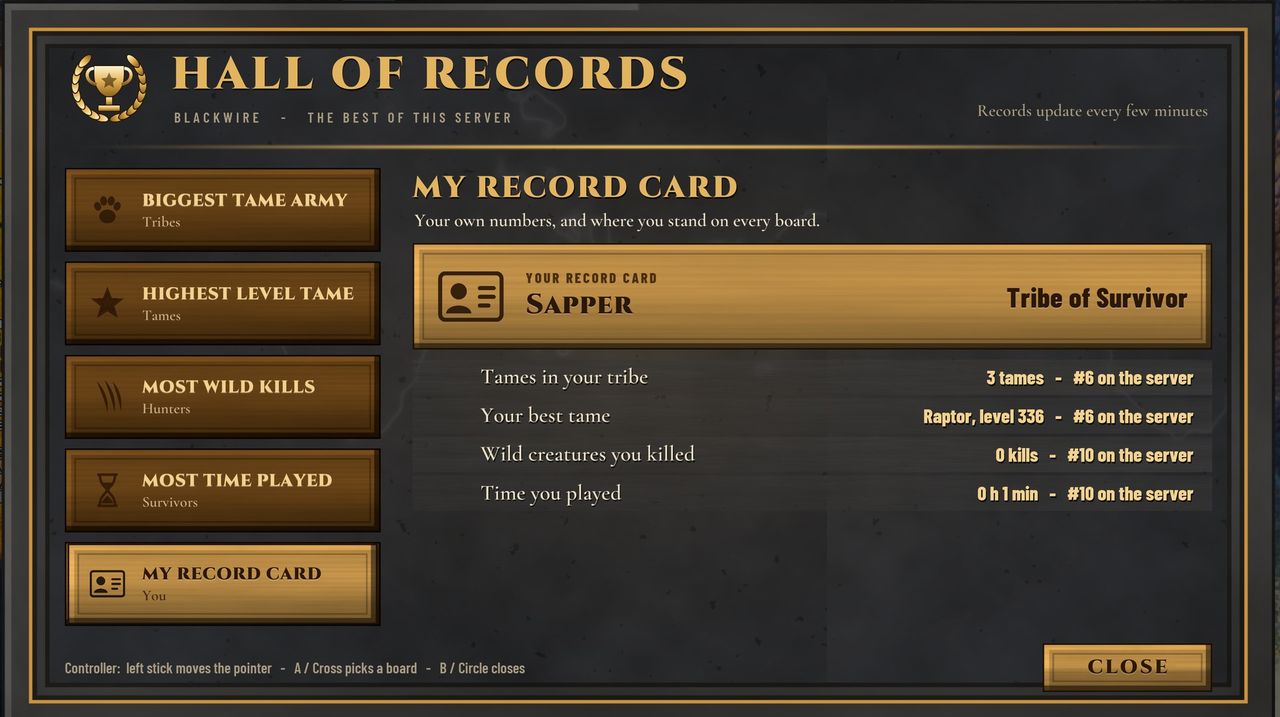 HALL OF RECORDS
BLACKWIRE - THE BEST OF THIS SERVER
Records update every few minutes
BIGGEST TAME ARMY
Tribes
HIGHEST LEVEL TAME
Tames
MOST WILD KILLS
Hunters
MOST TIME PLAYED
Survivors
MY RECORD CARD
You
MY RECORD CARD
Your own numbers, and where you stand on every board.
YOUR RECORD CARD
Sapper
Tribe of Survivor
Tames in your tribe 3 tames - #6 on the server
Your best tame Raptor, level 336 - #6 on the server
Wild creatures you killed 0 kills - #10 on the server
Time you played 0 h 1 min - #10 on the server
Controller: left stick moves the pointer - A / Cross picks a board - B / Circle closes
CLOSE